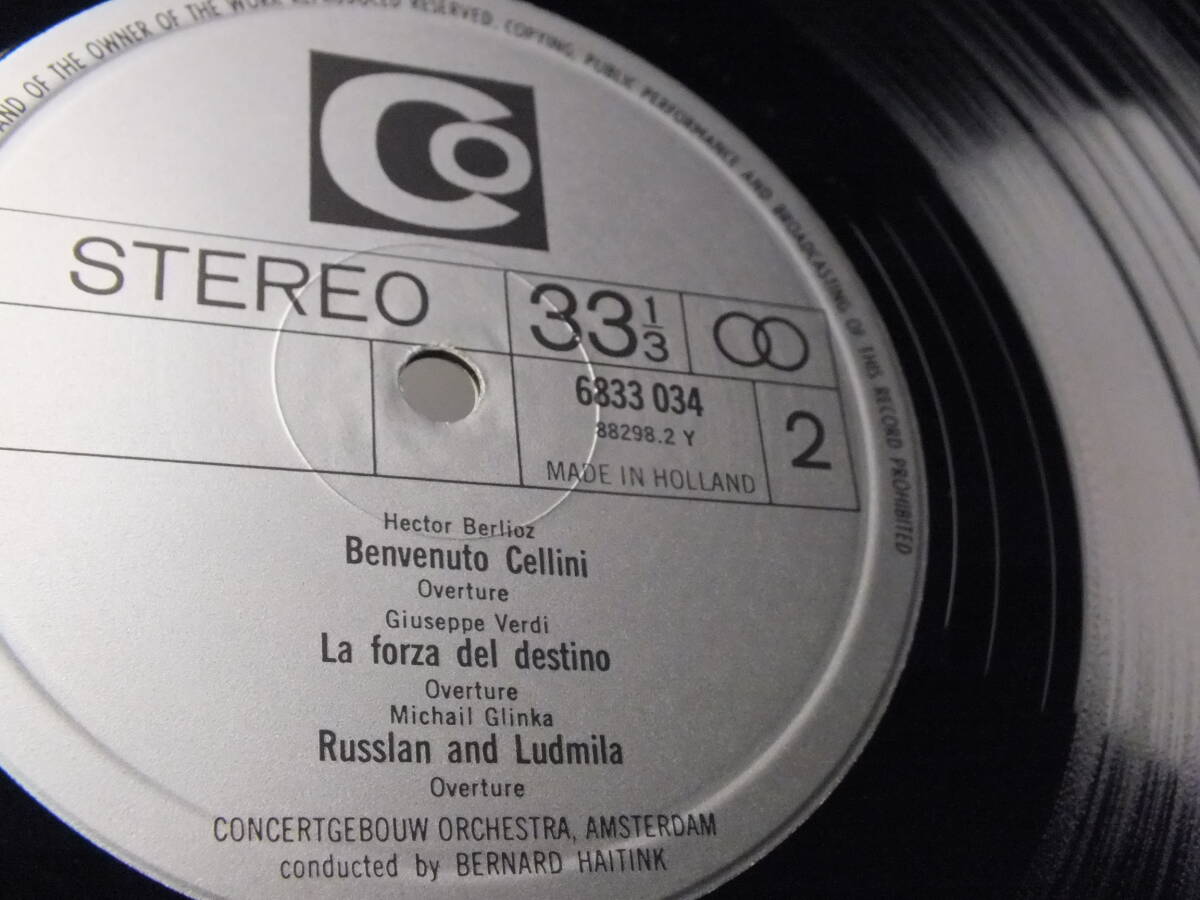 AND OF THE OWNER OF THE WORK REPRODUCED RESERVED. COPYING, PUBLIC PERFORMANCE AND BROADCASTING OF THIS RECORD PROHIBITED
Co
STEREO
33 1/3
6833 034
88298.2 Y
MADE IN HOLLAND
2
Hector Berlioz
Benvenuto Cellini
Overture
Giuseppe Verdi
La forza del destino
Overture
Michail Glinka
Russlan and Ludmila
Overture
CONCERTGEBOUW ORCHESTRA, AMSTERDAM
conducted by BERNARD HAITINK